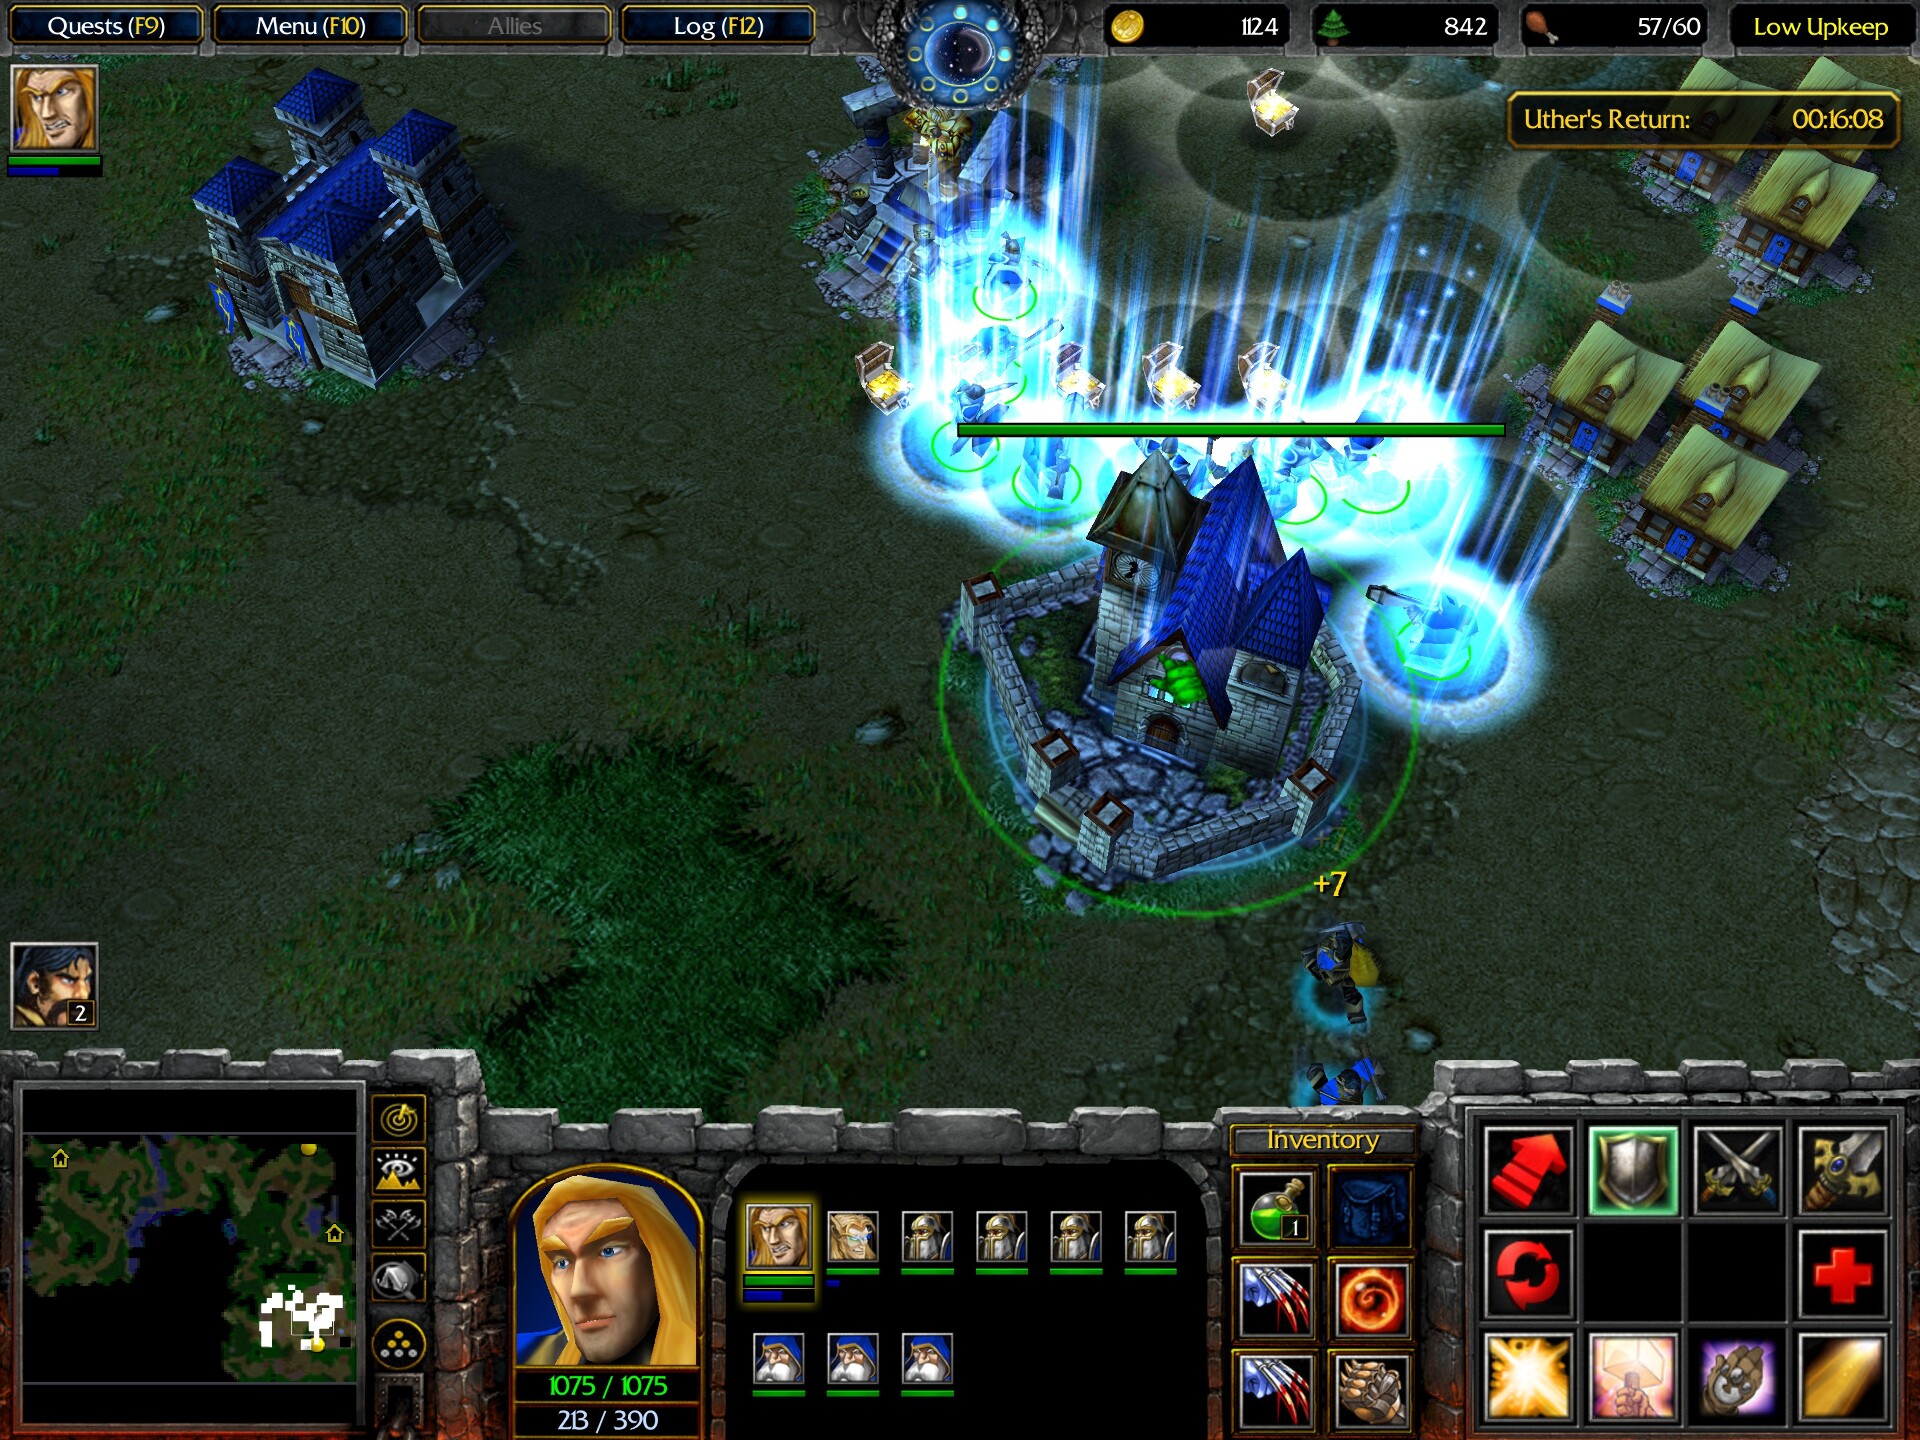 Quests (F9) Menu (F10) Allies Log (F12) 1124 842 57/60 Low Upkeep
Uther's Return: 00:16:08
+7
2
Inventory
1
1075 / 1075
213 / 390